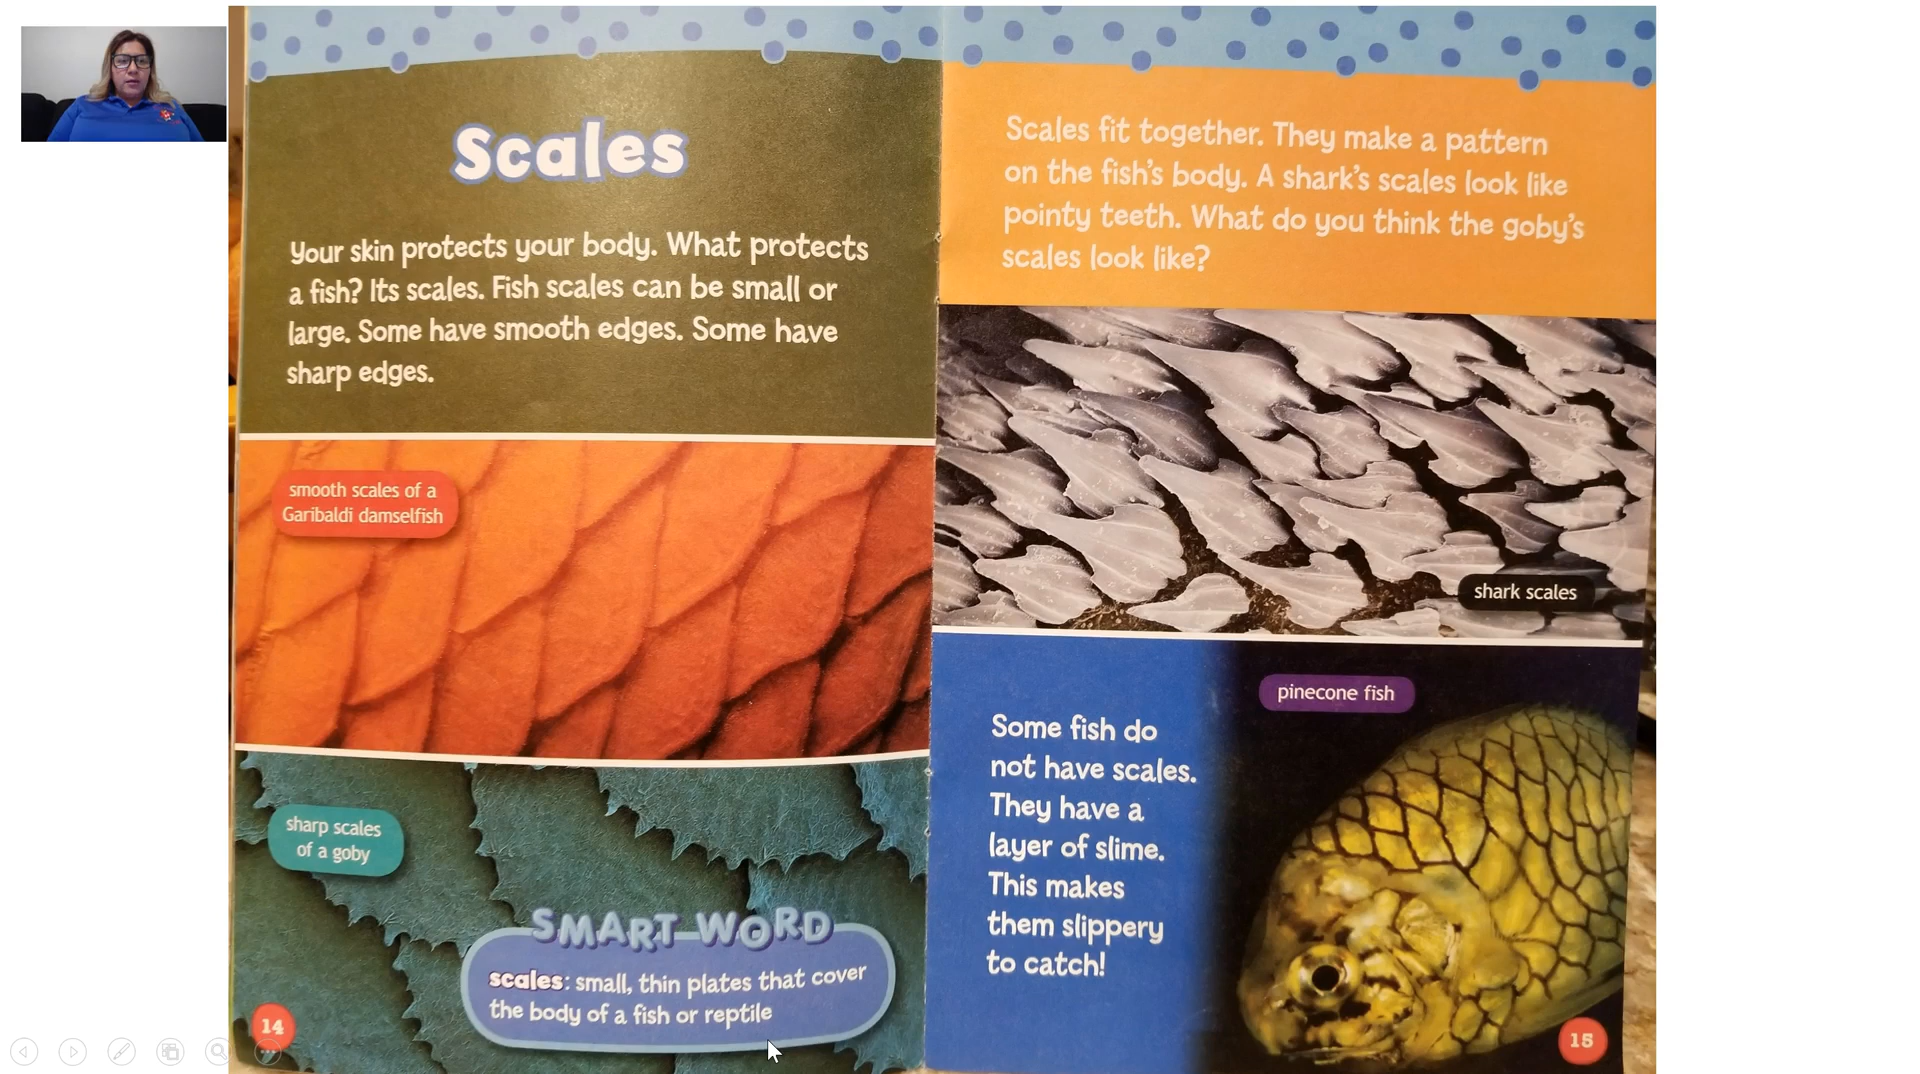 Scales
Your skin protects your body. What protects
a fish? Its scales. Fish scales can be small or
large. Some have smooth edges. Some have
sharp edges.
smooth scales of a
Garibaldi damselfish
sharp scales
of a goby
SMART WORD
scales: small, thin plates that cover
the body of a fish or reptile
14
Scales fit together. They make a pattern
on the fish's body. A shark's scales look like
pointy teeth. What do you think the goby's
scales look like?
shark scales
pinecone fish
Some fish do
not have scales.
They have a
layer of slime.
This makes
them slippery
to catch!
15